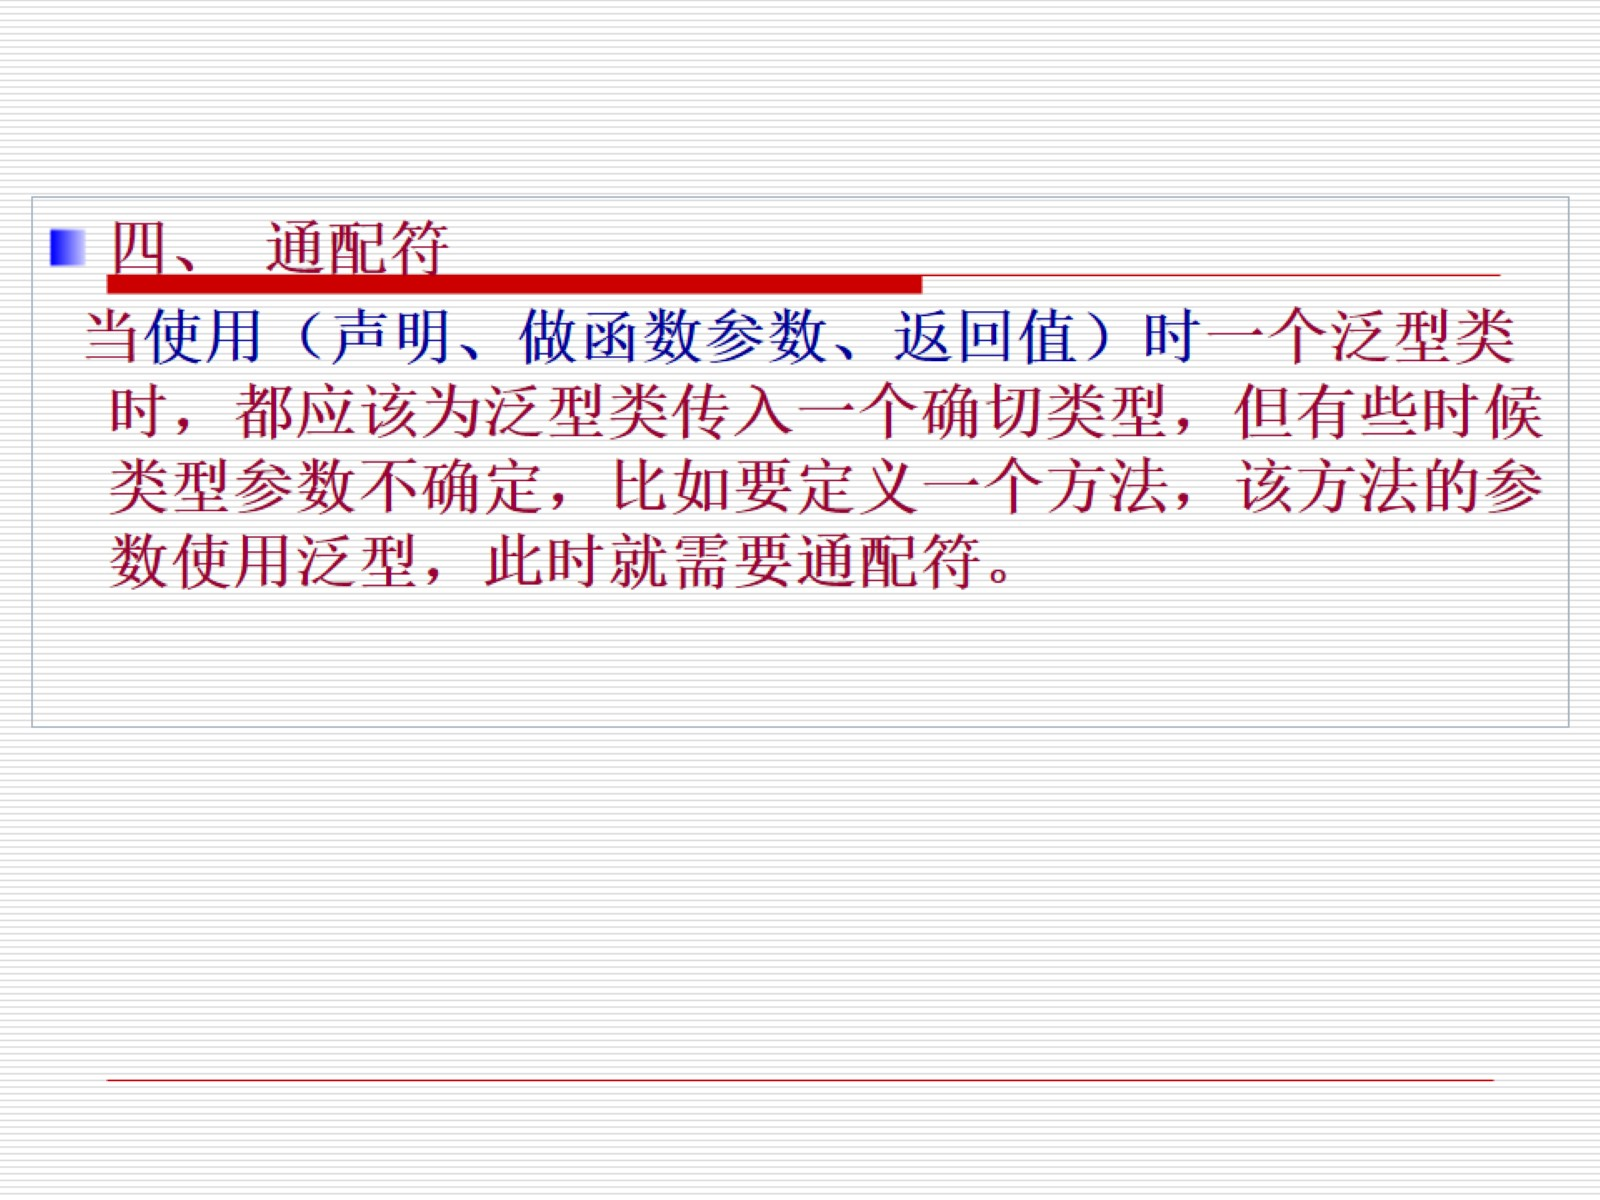 四、 通配符
当使用（声明、做函数参数、返回值）时一个泛型类
时，都应该为泛型类传入一个确切类型，但有些时候
类型参数不确定，比如要定义一个方法，该方法的参
数使用泛型，此时就需要通配符。